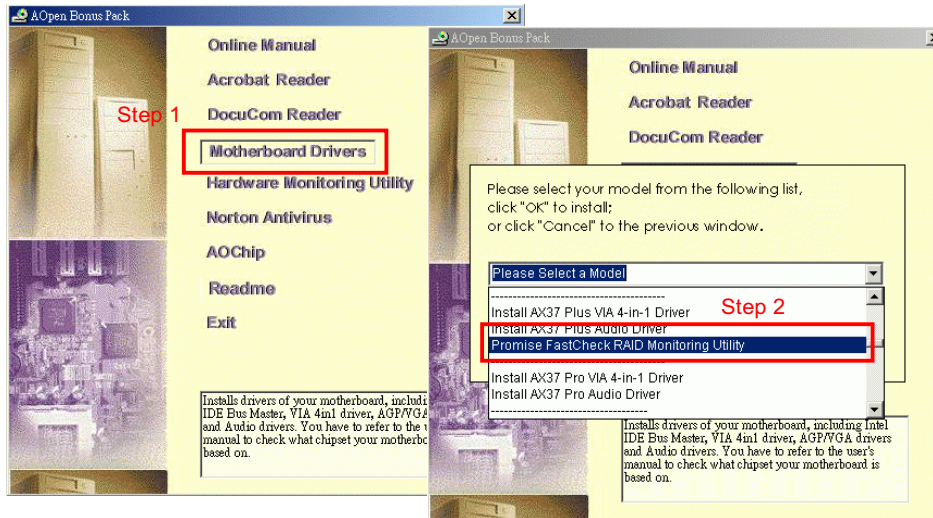 AOpen Bonus Pack
Online Manual
Acrobat Reader
Step 1
DocuCom Reader
Motherboard Drivers
Hardware Monitoring Utility
Norton Antivirus
AOChip
Readme
Exit
Installs drivers of your motherboard, includi
IDE Bus Master, VIA 4in1 driver, AGP/VGA
and Audio drivers. You have to refer to the
manual to check what chipset your motherbo
based on.
AOpen Bonus Pack
Online Manual
Acrobat Reader
DocuCom Reader
Please select your model from the following list,
click "OK" to install;
or click "Cancel" to the previous window.
Please Select a Model
----------------------------------------
Step 2
Install AX37 Plus VIA 4-in-1 Driver
Install AX37 Plus Audio Driver
Promise FastCheck RAID Monitoring Utility
----------------------------------------
Install AX37 Pro VIA 4-in-1 Driver
Install AX37 Pro Audio Driver
------------------------------------
Installs drivers of your motherboard, including Intel
IDE Bus Master, VIA 4in1 driver, AGP/VGA drivers
and Audio drivers. You have to refer to the user's
manual to check what chipset your motherboard is
based on.